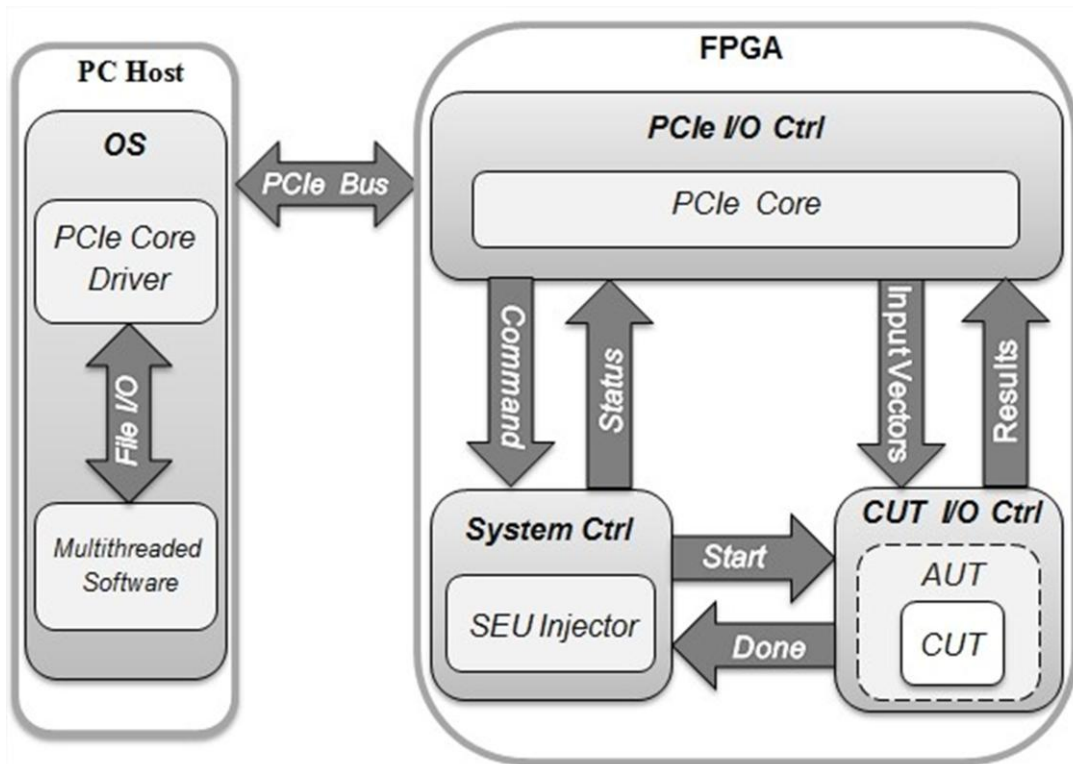 PC Host
OS
PCIe Core
Driver
File I/O
Multithreaded
Software
PCIe Bus
FPGA
PCIe I/O Ctrl
PCIe Core
Command
Status
Input Vectors
Results
System Ctrl
SEU Injector
Start
Done
CUT I/O Ctrl
AUT
CUT